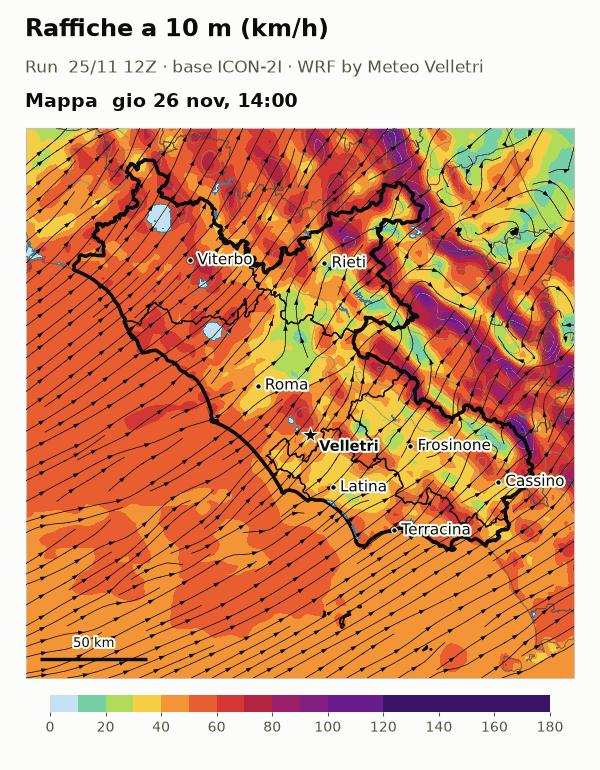 Raffiche a 10 m (km/h)
Run  25/11 12Z · base ICON-2I · WRF by Meteo Velletri
Mappa  gio 26 nov, 14:00
Viterbo
Rieti
Roma
Velletri
Frosinone
Cassino
Latina
Terracina
50 km
0 20 40 60 80 100 120 140 160 180